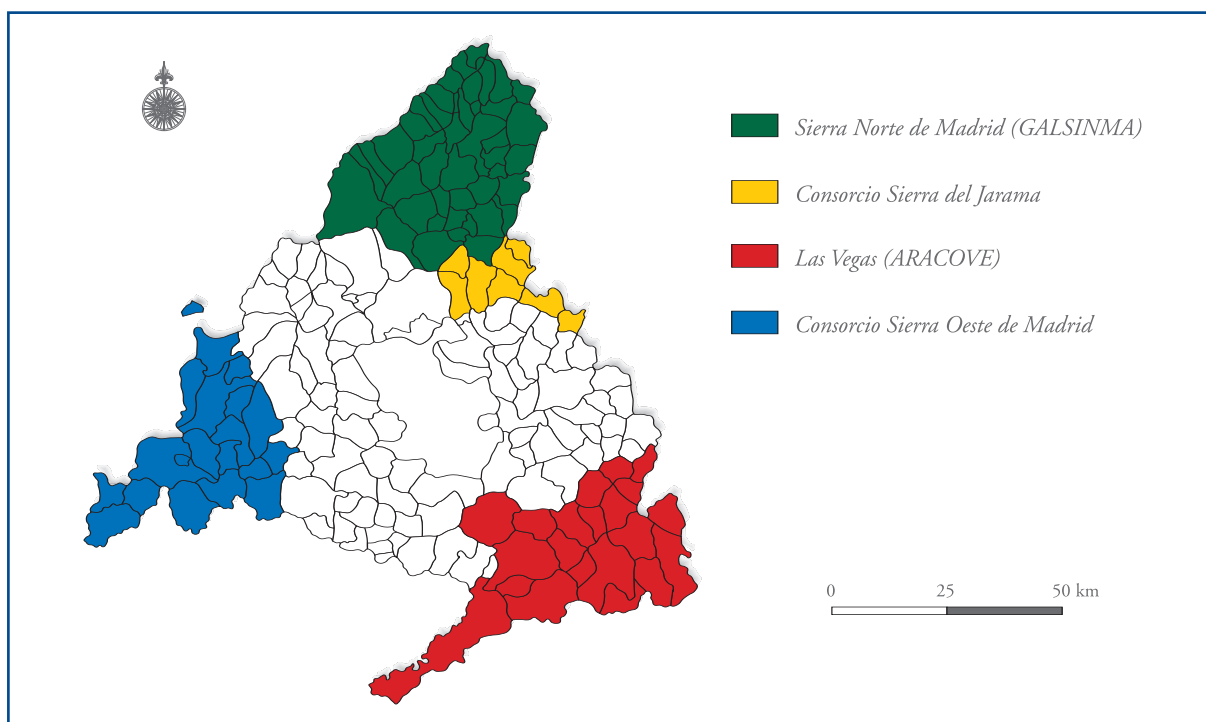 Sierra Norte de Madrid (GALSINMA)
Consorcio Sierra del Jarama
Las Vegas (ARACOVE)
Consorcio Sierra Oeste de Madrid
0 25 50 km